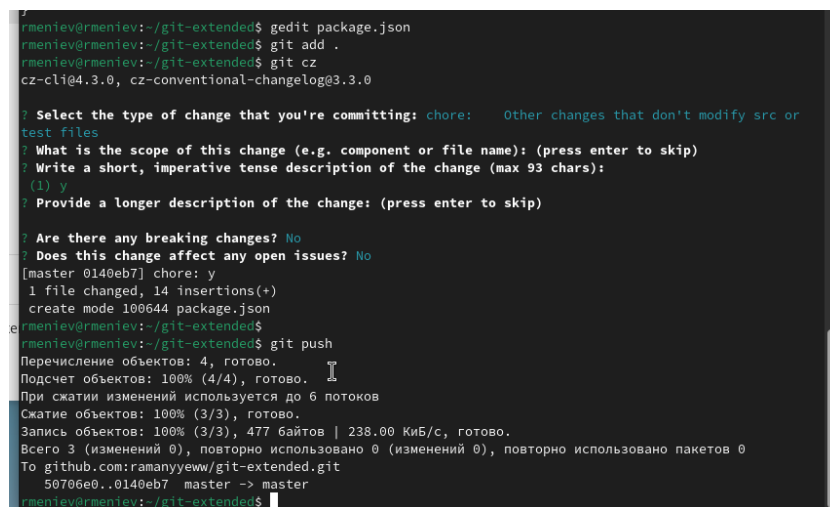 }
rmeniev@rmeniev:~/git-extended$ gedit package.json
rmeniev@rmeniev:~/git-extended$ git add .
rmeniev@rmeniev:~/git-extended$ git cz
cz-cli@4.3.0, cz-conventional-changelog@3.3.0
? Select the type of change that you're committing: chore:    Other changes that don't modify src or
test files
? What is the scope of this change (e.g. component or file name): (press enter to skip)
? Write a short, imperative tense description of the change (max 93 chars):
(1) y
? Provide a longer description of the change: (press enter to skip)
? Are there any breaking changes? No
? Does this change affect any open issues? No
[master 0140eb7] chore: y
1 file changed, 14 insertions(+)
create mode 100644 package.json
rmeniev@rmeniev:~/git-extended$
rmeniev@rmeniev:~/git-extended$ git push
Перечисление объектов: 4, готово.
Подсчет объектов: 100% (4/4), готово.
При сжатии изменений используется до 6 потоков
Сжатие объектов: 100% (3/3), готово.
Запись объектов: 100% (3/3), 477 байтов | 238.00 КиБ/с, готово.
Всего 3 (изменений 0), повторно использовано 0 (изменений 0), повторно использовано пакетов 0
To github.com:ramanyyeww/git-extended.git
50706e0..0140eb7  master -> master
rmeniev@rmeniev:~/git-extended$